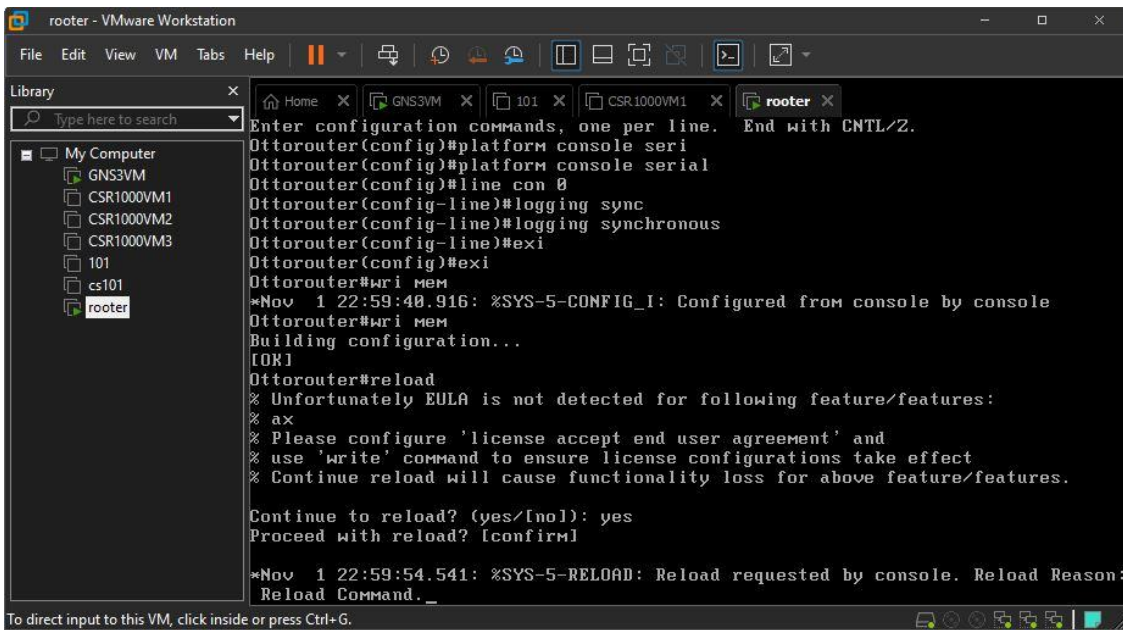 rooter - VMware Workstation
File Edit View VM Tabs Help
Library
Type here to search
My Computer
GNS3VM
CSR1000VM1
CSR1000VM2
CSR1000VM3
101
cs101
rooter
Home GNS3VM 101 CSR1000VM1 rooter
Enter configuration commands, one per line.  End with CNTL/Z.
Ottorouter(config)#platform console seri
Ottorouter(config)#platform console serial
Ottorouter(config)#line con 0
Ottorouter(config-line)#logging sync
Ottorouter(config-line)#logging synchronous
Ottorouter(config-line)#exi
Ottorouter(config)#exi
Ottorouter#wri mem
*Nov  1 22:59:40.916: %SYS-5-CONFIG_I: Configured from console by console
Ottorouter#wri mem
Building configuration...
[OK]
Ottorouter#reload
% Unfortunately EULA is not detected for following feature/features:
% ax
% Please configure 'license accept end user agreement' and
% use 'write' command to ensure license configurations take effect
% Continue reload will cause functionality loss for above feature/features.
Continue to reload? (yes/[no]): yes
Proceed with reload? [confirm]
*Nov  1 22:59:54.541: %SYS-5-RELOAD: Reload requested by console. Reload Reason:
Reload Command._
To direct input to this VM, click inside or press Ctrl+G.